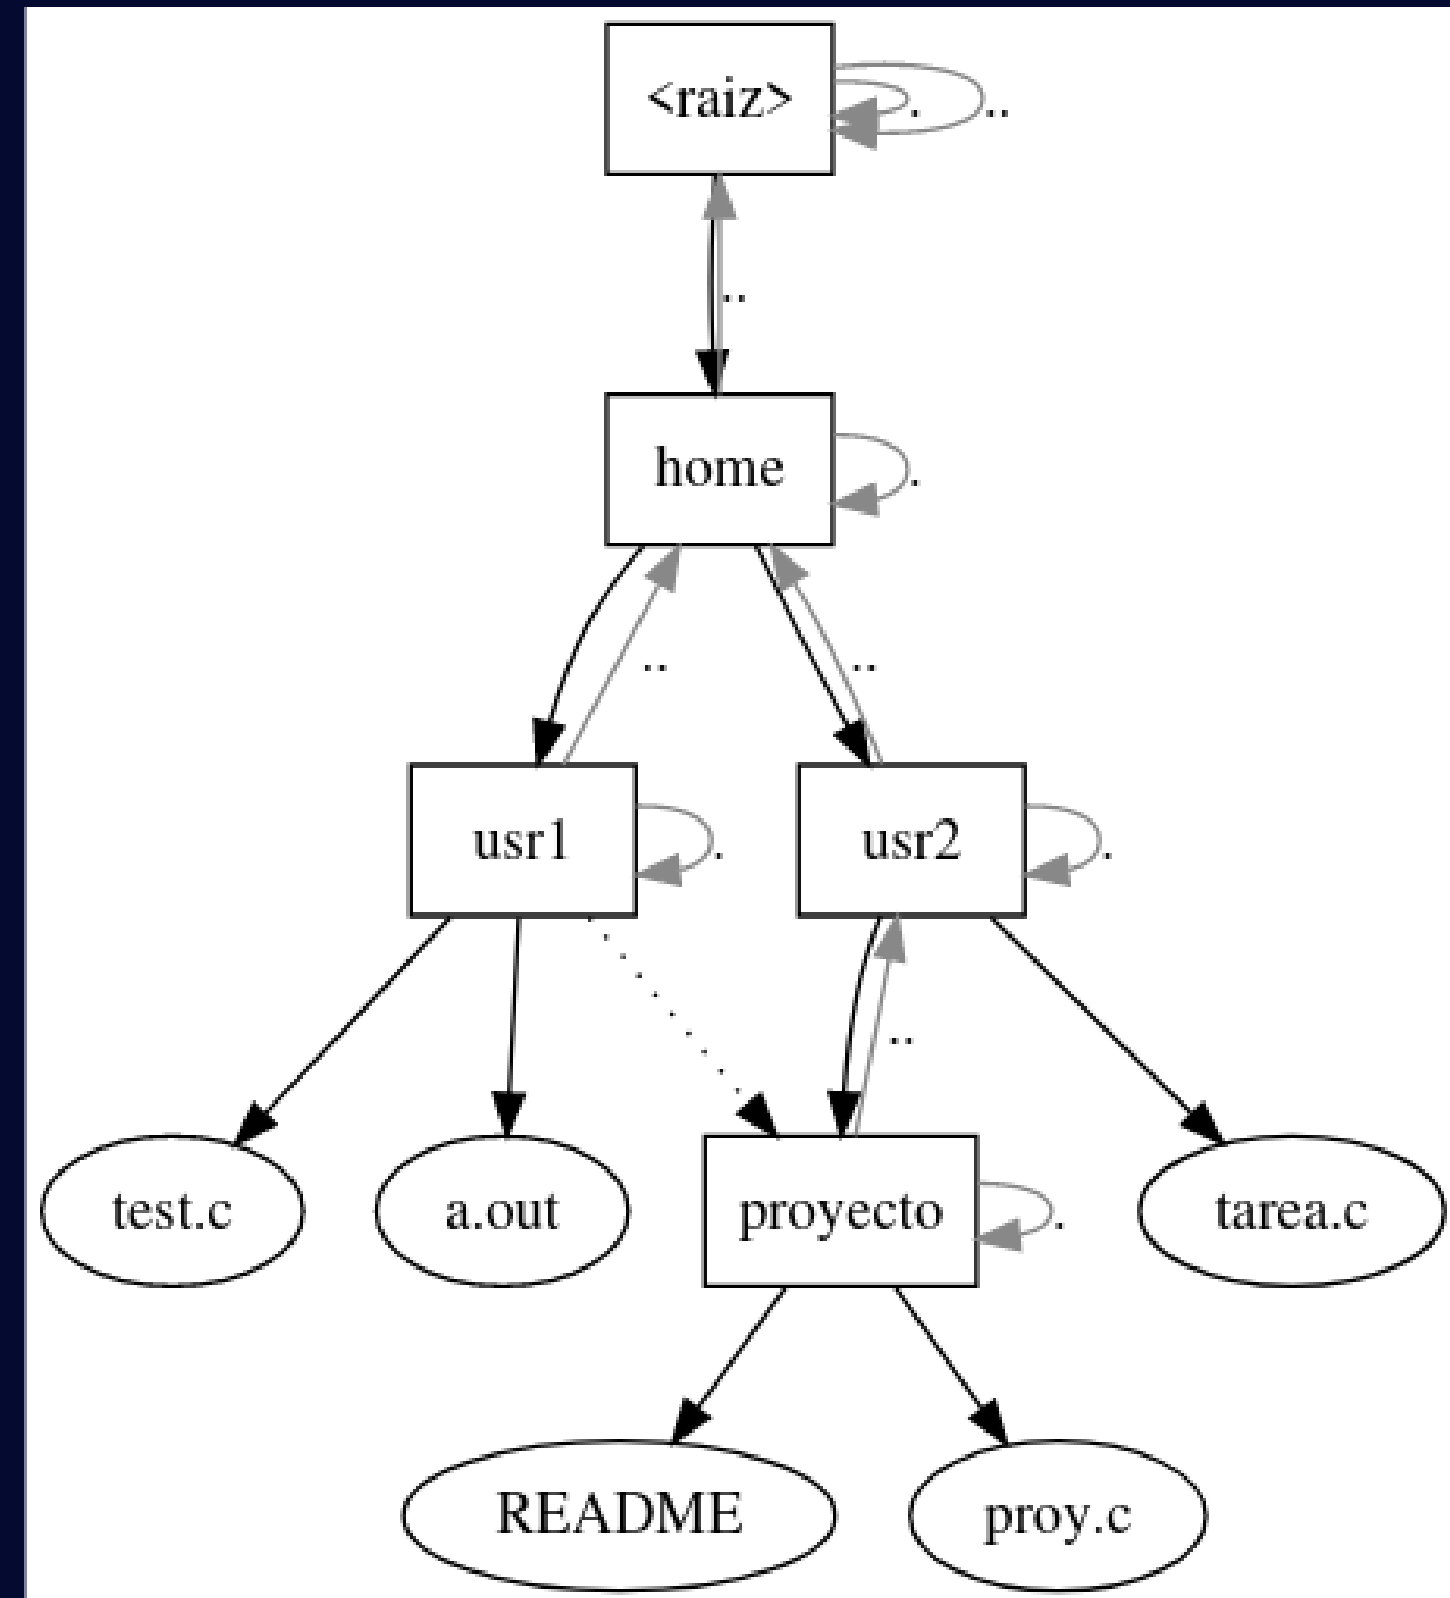 <raiz>
.
..
..
home
.
..
..
usr1
.
usr2
.
..
test.c
a.out
proyecto
.
tarea.c
README
proy.c